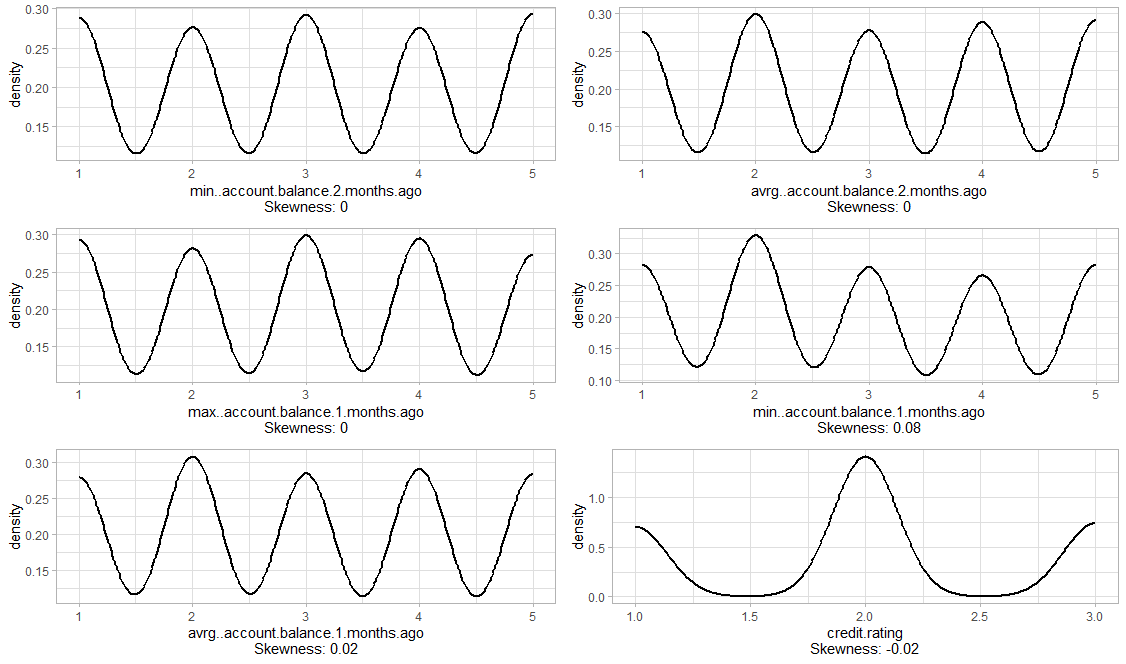 0.30
0.25
0.20
0.15
density
1 2 3 4 5
min..account.balance.2.months.ago
Skewness: 0
0.30
0.25
0.20
0.15
density
1 2 3 4 5
avrg..account.balance.2.months.ago
Skewness: 0
0.30
0.25
0.20
0.15
density
1 2 3 4 5
max..account.balance.1.months.ago
Skewness: 0
0.30
0.25
0.20
0.15
0.10
density
1 2 3 4 5
min..account.balance.1.months.ago
Skewness: 0.08
0.30
0.25
0.20
0.15
density
1 2 3 4 5
avrg..account.balance.1.months.ago
Skewness: 0.02
1.0
0.5
0.0
density
1.0 1.5 2.0 2.5 3.0
credit.rating
Skewness: -0.02